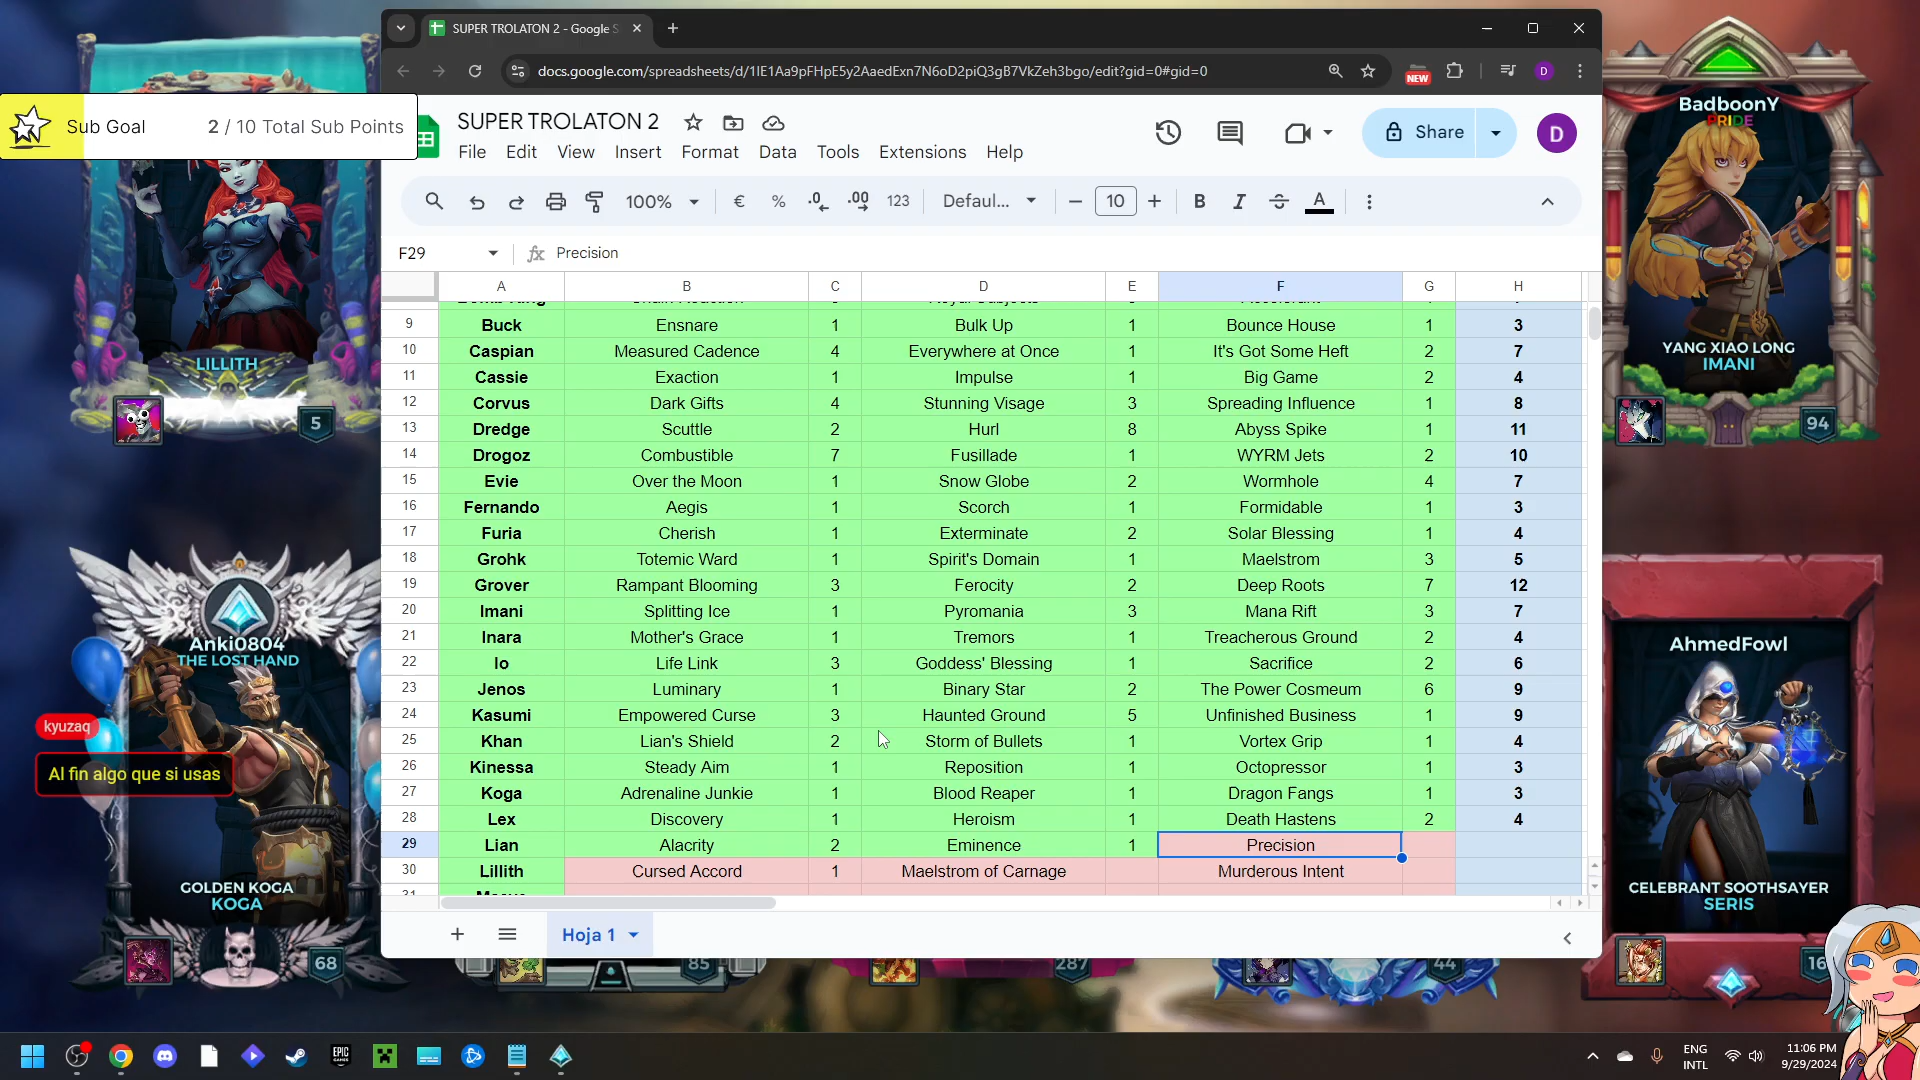 SUPER TROLATON 2 - Google S
docs.google.com/spreadsheets/d/1IE1Aa9pFHpE5y2AaedExn7N6oD2piQ3gB7VkZeh3bgo/edit?gid=0#gid=0
NEW
D
Sub Goal 2 / 10 Total Sub Points
SUPER TROLATON 2
Share
D
File Edit View Insert Format Data Tools Extensions Help
100% € % .0 .00 123 Defaul... 10 B I S A
F29 fx Precision
A B C D E F G H
9 Buck Ensnare 1 Bulk Up 1 Bounce House 1 3
10 Caspian Measured Cadence 4 Everywhere at Once 1 It's Got Some Heft 2 7
11 Cassie Exaction 1 Impulse 1 Big Game 2 4
12 Corvus Dark Gifts 4 Stunning Visage 3 Spreading Influence 1 8
13 Dredge Scuttle 2 Hurl 8 Abyss Spike 1 11
14 Drogoz Combustible 7 Fusillade 1 WYRM Jets 2 10
15 Evie Over the Moon 1 Snow Globe 2 Wormhole 4 7
16 Fernando Aegis 1 Scorch 1 Formidable 1 3
17 Furia Cherish 1 Exterminate 2 Solar Blessing 1 4
18 Grohk Totemic Ward 1 Spirit's Domain 1 Maelstrom 3 5
19 Grover Rampant Blooming 3 Ferocity 2 Deep Roots 7 12
20 Imani Splitting Ice 1 Pyromania 3 Mana Rift 3 7
21 Inara Mother's Grace 1 Tremors 1 Treacherous Ground 2 4
22 Io Life Link 3 Goddess' Blessing 1 Sacrifice 2 6
23 Jenos Luminary 1 Binary Star 2 The Power Cosmeum 6 9
24 Kasumi Empowered Curse 3 Haunted Ground 5 Unfinished Business 1 9
25 Khan Lian's Shield 2 Storm of Bullets 1 Vortex Grip 1 4
26 Kinessa Steady Aim 1 Reposition 1 Octopressor 1 3
27 Koga Adrenaline Junkie 1 Blood Reaper 1 Dragon Fangs 1 3
28 Lex Discovery 1 Heroism 1 Death Hastens 2 4
29 Lian Alacrity 2 Eminence 1 Precision
30 Lillith Cursed Accord 1 Maelstrom of Carnage Murderous Intent
Hoja 1
LILLITH
5
BadboonY
PRIDE
YANG XIAO LONG
IMANI
94
Anki0804
THE LOST HAND
kyuzaq
Al fin algo que si usas
GOLDEN KOGA
KOGA
68
AhmedFowl
CELEBRANT SOOTHSAYER
SERIS
16
85
287
44
EPIC
GAMES
ENG
INTL
11:06 PM
9/29/2024